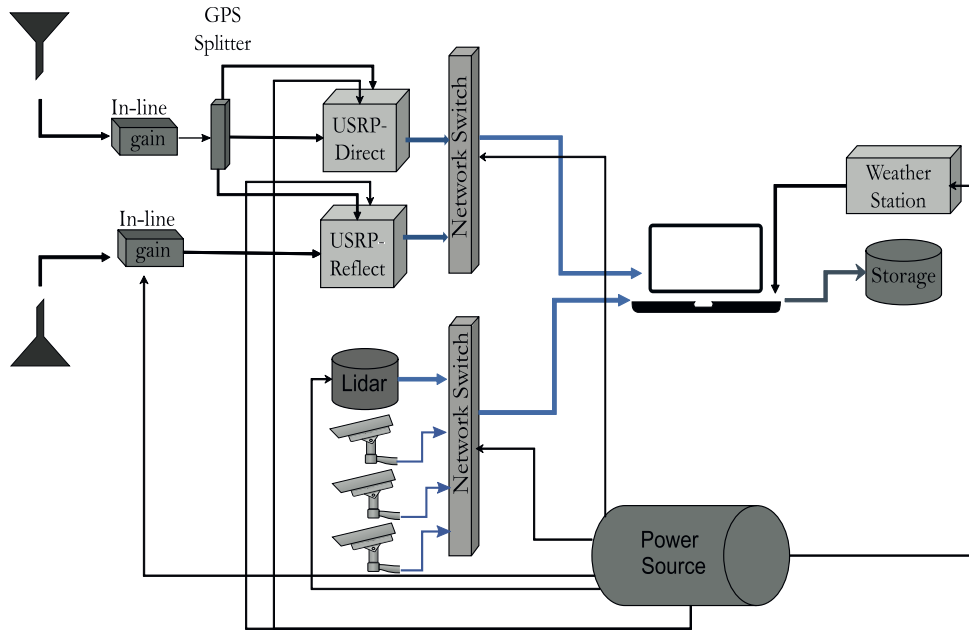 GPS
Splitter
In-line
gain
USRP-
Direct
Network Switch
Weather
Station
In-line
gain
USRP-
Reflect
Storage
Lidar
Network Switch
Power
Source